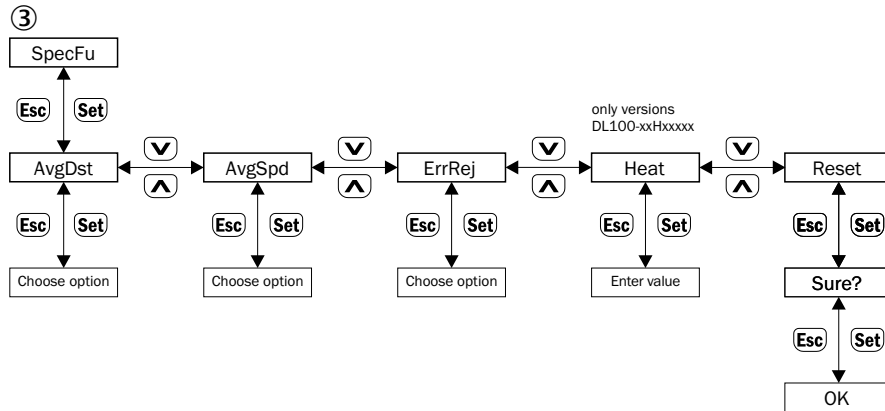 ③
SpecFu
Esc Set
only versions
DL100-xxHxxxxx
AvgDst AvgSpd ErrRej Heat Reset
Esc Set Esc Set Esc Set Esc Set Esc Set
Choose option Choose option Choose option Enter value Sure?
Esc Set
OK